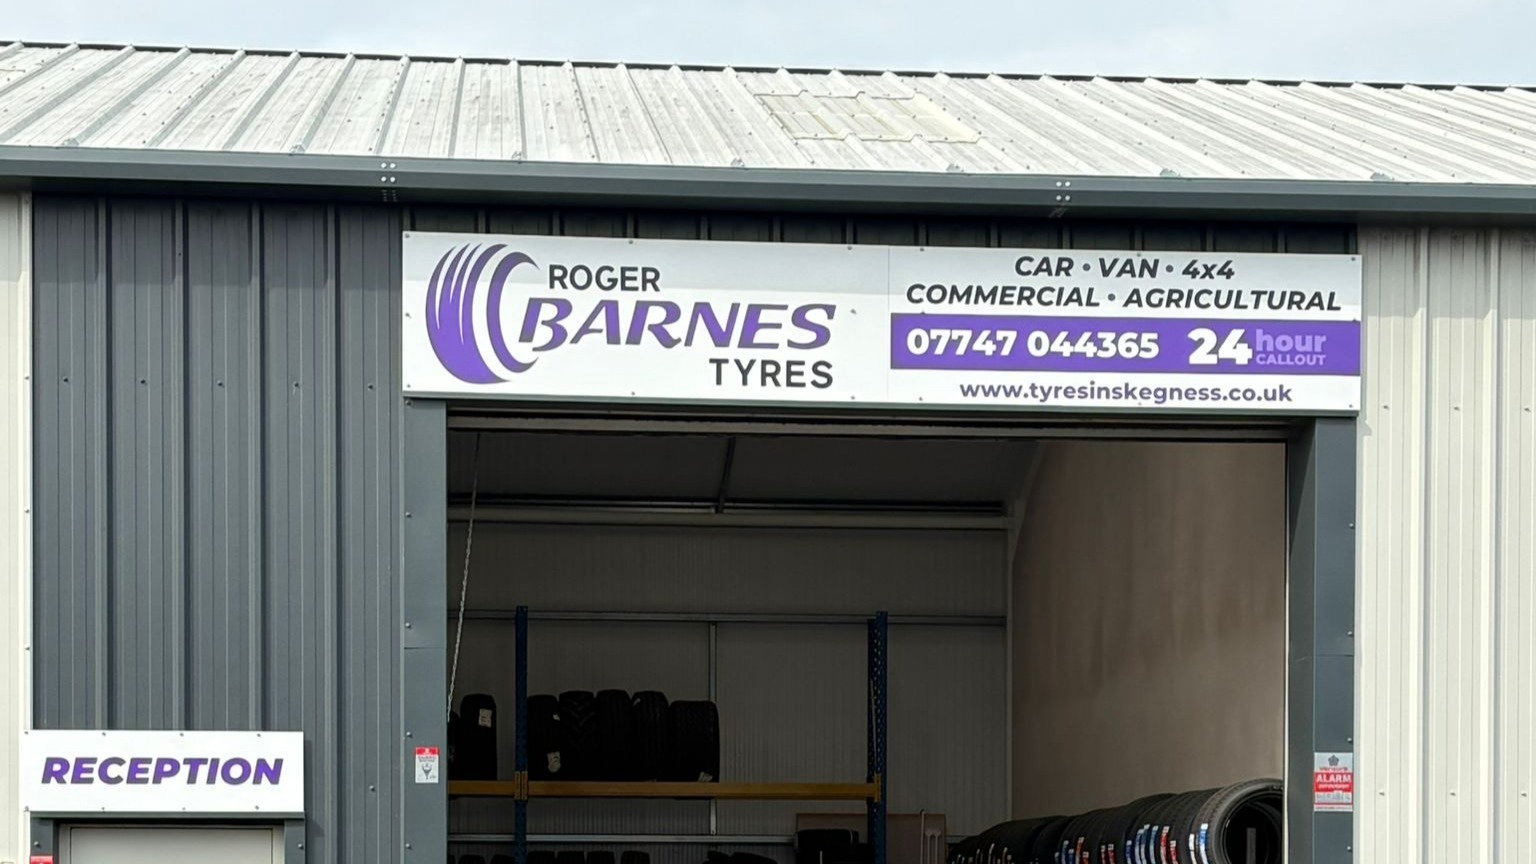 ROGER
BARNES
TYRES
CAR • VAN • 4x4
COMMERCIAL • AGRICULTURAL
07747 044365 24 hour CALLOUT
www.tyresinskegness.co.uk
RECEPTION
ALARM